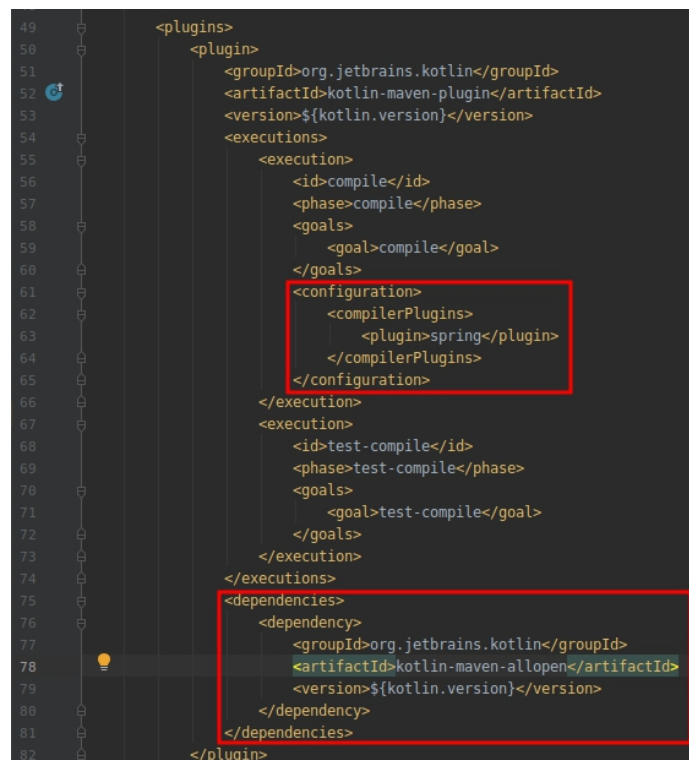 49 <plugins>
50 <plugin>
51 <groupId>org.jetbrains.kotlin</groupId>
52 <artifactId>kotlin-maven-plugin</artifactId>
53 <version>${kotlin.version}</version>
54 <executions>
55 <execution>
56 <id>compile</id>
57 <phase>compile</phase>
58 <goals>
59 <goal>compile</goal>
60 </goals>
61 <configuration>
62 <compilerPlugins>
63 <plugin>spring</plugin>
64 </compilerPlugins>
65 </configuration>
66 </execution>
67 <execution>
68 <id>test-compile</id>
69 <phase>test-compile</phase>
70 <goals>
71 <goal>test-compile</goal>
72 </goals>
73 </execution>
74 </executions>
75 <dependencies>
76 <dependency>
77 <groupId>org.jetbrains.kotlin</groupId>
78 <artifactId>kotlin-maven-allopen</artifactId>
79 <version>${kotlin.version}</version>
80 </dependency>
81 </dependencies>
82 </plugin>